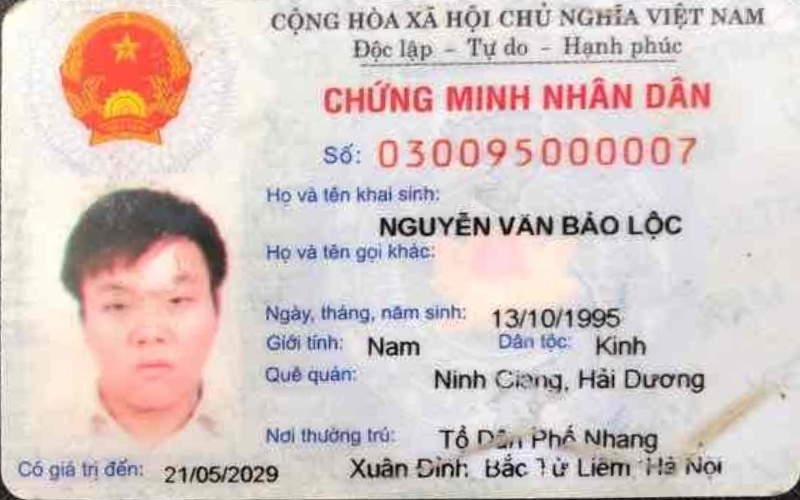 CỘNG HÒA XÃ HỘI CHỦ NGHĨA VIỆT NAM
Độc lập - Tự do - Hạnh phúc
CHỨNG MINH NHÂN DÂN
Số: 030095000007
Họ và tên khai sinh:
NGUYỄN VĂN BẢO LỘC
Họ và tên gọi khác:
Ngày, tháng, năm sinh: 13/10/1995
Giới tính: Nam Dân tộc: Kinh
Quê quán: Ninh Giang, Hải Dương
Nơi thường trú: Tổ Dân Phố Nhang
Có giá trị đến: 21/05/2029 Xuân Đỉnh Bắc Từ Liêm Hà Nội